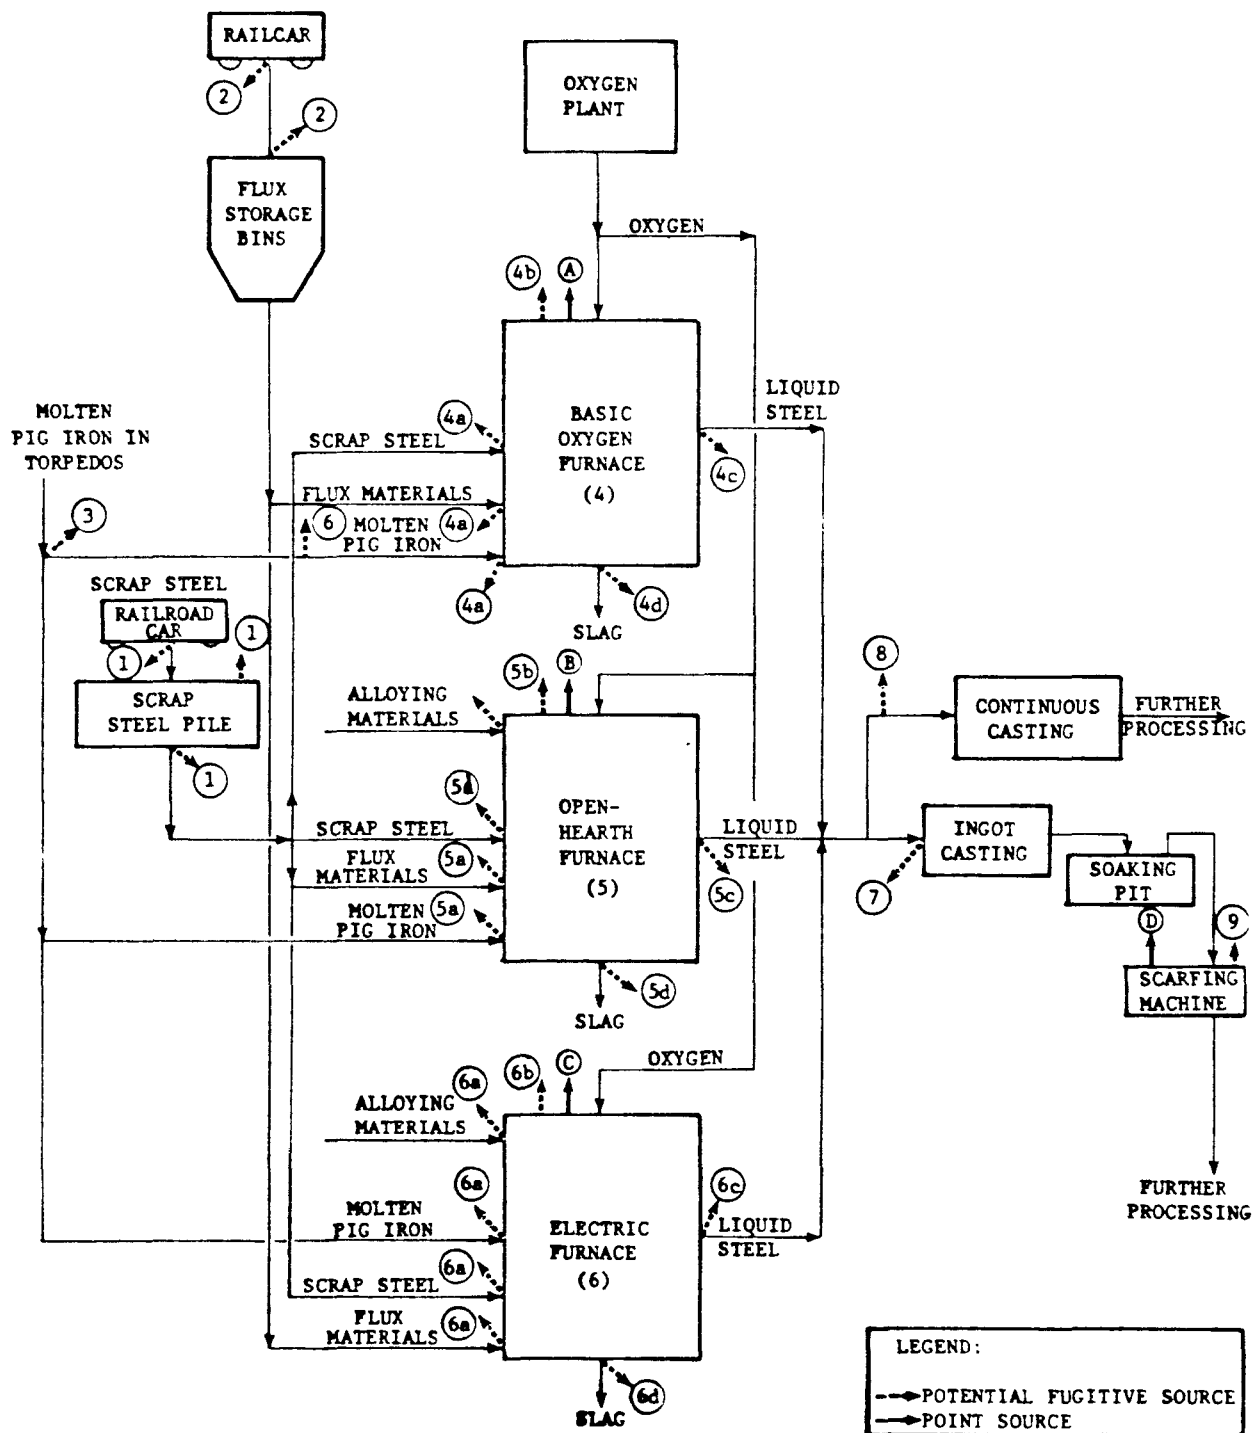 RAILCAR
2
2
FLUX
STORAGE
BINS
OXYGEN
PLANT
OXYGEN
4b
A
MOLTEN
PIG IRON IN
TORPEDOS
3
4a
SCRAP STEEL
FLUX MATERIALS
6
MOLTEN
PIG IRON
4a
4a
BASIC
OXYGEN
FURNACE
(4)
LIQUID
STEEL
4c
4d
SLAG
SCRAP STEEL
RAILROAD
CAR
1
1
SCRAP
STEEL PILE
1
5b
B
ALLOYING
MATERIALS
5a
SCRAP STEEL
FLUX
MATERIALS
5a
MOLTEN
PIG IRON
5a
OPEN-
HEARTH
FURNACE
(5)
LIQUID
STEEL
5c
5d
SLAG
8
CONTINUOUS
CASTING
FURTHER
PROCESSING
INGOT
CASTING
7
SOAKING
PIT
D
9
SCARFING
MACHINE
FURTHER
PROCESSING
OXYGEN
6b
C
6a
ALLOYING
MATERIALS
6a
MOLTEN
PIG IRON
6a
SCRAP STEEL
FLUX
MATERIALS
6a
ELECTRIC
FURNACE
(6)
6c
LIQUID
STEEL
6d
SLAG
LEGEND:
POTENTIAL FUGITIVE SOURCE
POINT SOURCE